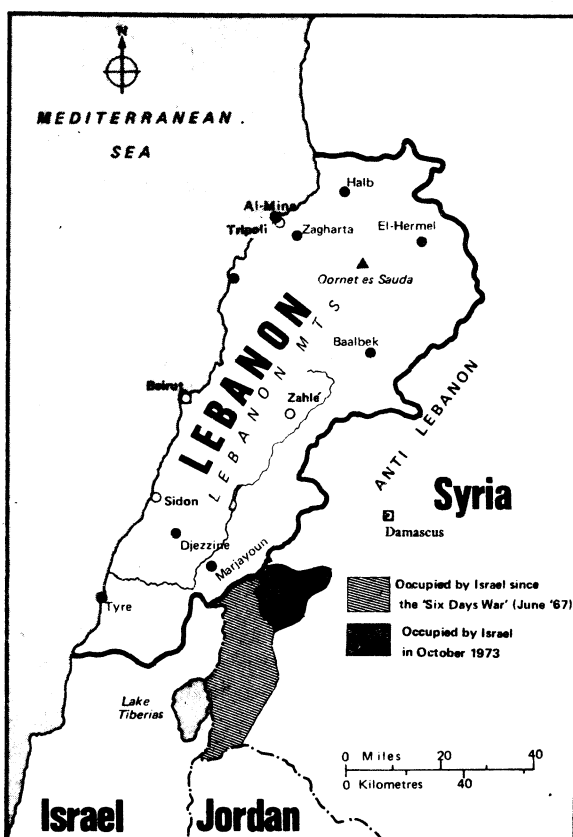 N
MEDITERRANEAN.
SEA
Halb
Al-Mina
Tripoli
Zagharta
El-Hermel
Oornet es Sauda
LEBANON
LEBANON MTS
Baalbek
Beirut
Zahlé
ANTI LEBANON
Syria
Sidon
Damascus
Djezzine
Marjayoun
Tyre
Occupied by Israel since
the 'Six Days War' (June '67)
Occupied by Israel
in October 1973
Lake
Tiberias
0 Miles 20 40
0 Kilometres 40
Israel Jordan